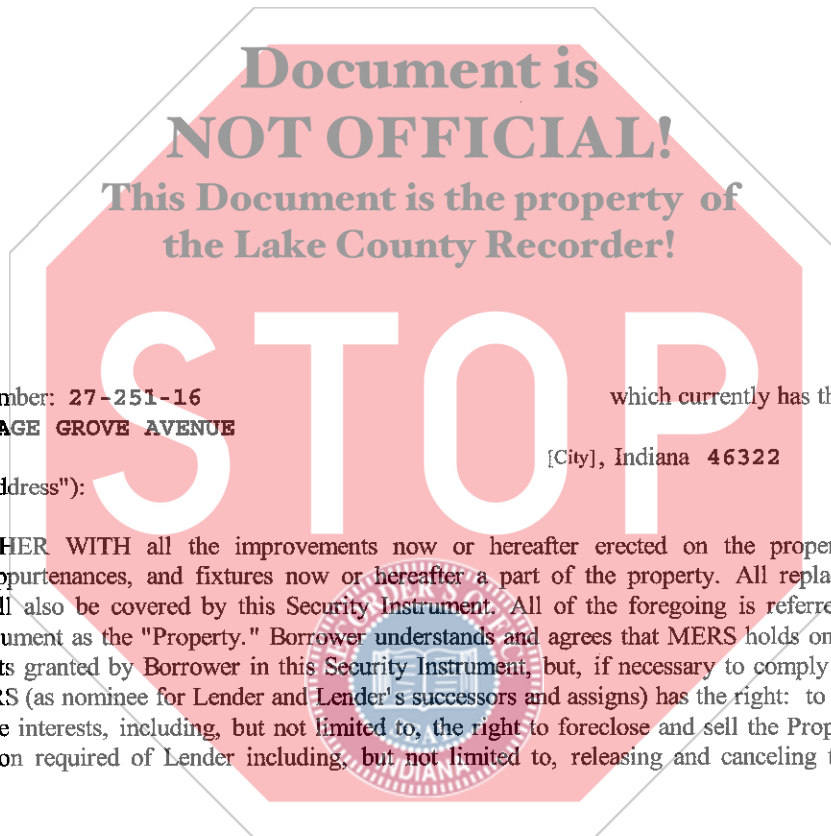 Document is
NOT OFFICIAL!
This Document is the property of
the Lake County Recorder!
STOP
mber: 27-251-16 which currently has th
AGE GROVE AVENUE
[City], Indiana 46322
ddress"):
HER WITH all the improvements now or hereafter erected on the proper
ppurtenances, and fixtures now or hereafter a part of the property. All repla
ll also be covered by this Security Instrument. All of the foregoing is referre
ument as the "Property." Borrower understands and agrees that MERS holds on
ts granted by Borrower in this Security Instrument, but, if necessary to comply
RS (as nominee for Lender and Lender's successors and assigns) has the right: to
e interests, including, but not limited to, the right to foreclose and sell the Prop
on required of Lender including, but not limited to, releasing and canceling t
RECORDER'S OFFICE
INDIANA